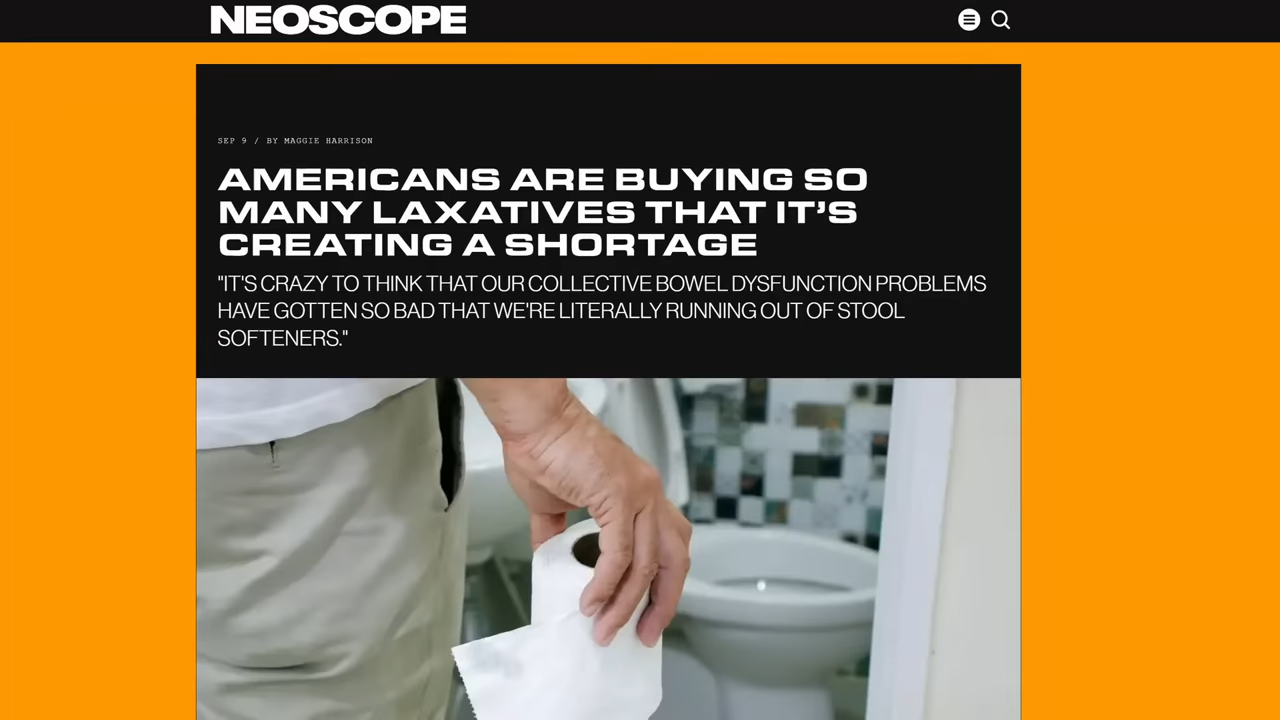 NEOSCOPE
SEP 9 / BY MAGGIE HARRISON
AMERICANS ARE BUYING SO
MANY LAXATIVES THAT IT’S
CREATING A SHORTAGE
"IT'S CRAZY TO THINK THAT OUR COLLECTIVE BOWEL DYSFUNCTION PROBLEMS
HAVE GOTTEN SO BAD THAT WE'RE LITERALLY RUNNING OUT OF STOOL
SOFTENERS."